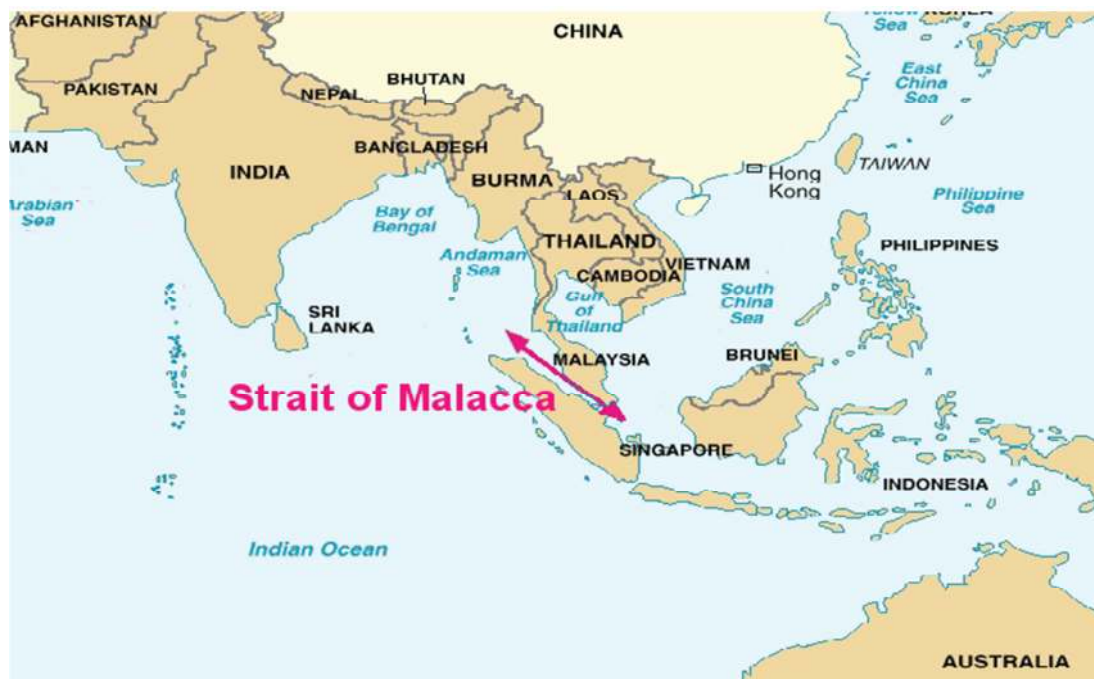 AFGHANISTAN
PAKISTAN
MAN
Arabian
Sea
INDIA
NEPAL
BHUTAN
BANGLADESH
BURMA
CHINA
LAOS
THAILAND
CAMBODIA
VIETNAM
Hong
Kong
TAIWAN
East
China
Sea
Sea
Philippine
Sea
PHILIPPINES
Bay of
Bengal
Andaman
Sea
Gulf
of
Thailand
South
China
Sea
SRI
LANKA
MALAYSIA
BRUNEI
Strait of Malacca
SINGAPORE
INDONESIA
Indian Ocean
AUSTRALIA